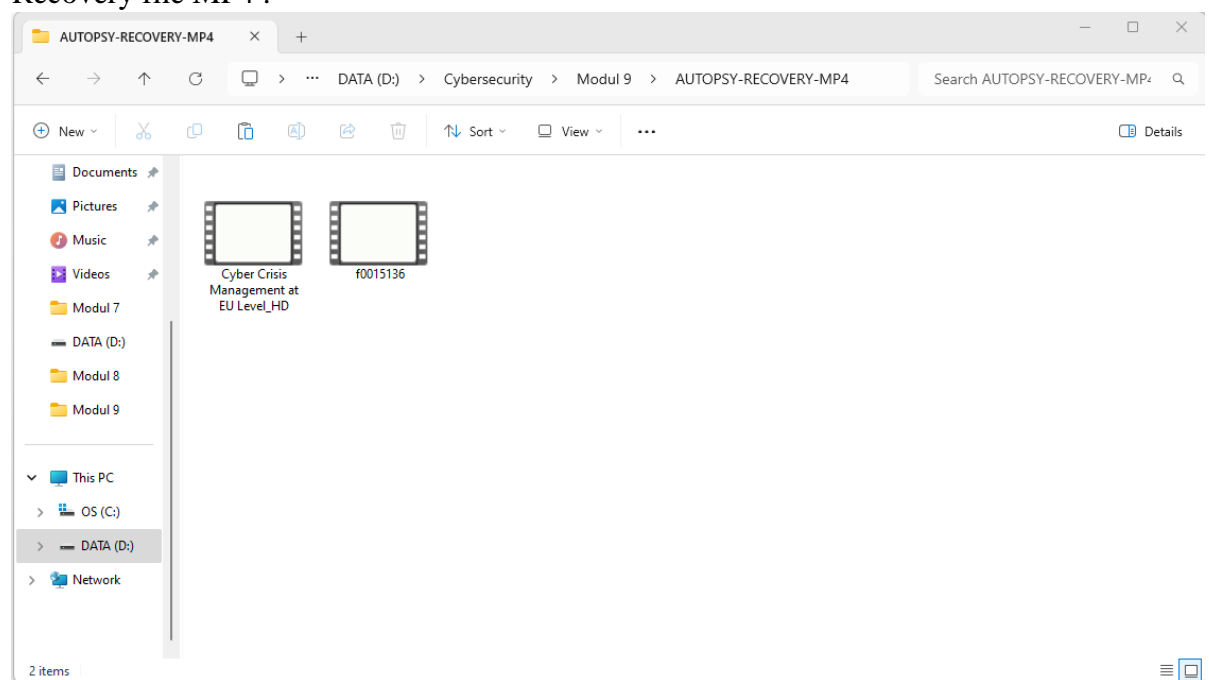 AUTOPSY-RECOVERY-MP4
DATA (D:) > Cybersecurity > Modul 9 > AUTOPSY-RECOVERY-MP4
Search AUTOPSY-RECOVERY-MP4
New
Sort
View
Details
Documents
Pictures
Music
Videos
Modul 7
DATA (D:)
Modul 8
Modul 9
This PC
OS (C:)
DATA (D:)
Network
Cyber Crisis
Management at
EU Level_HD
f0015136
2 items